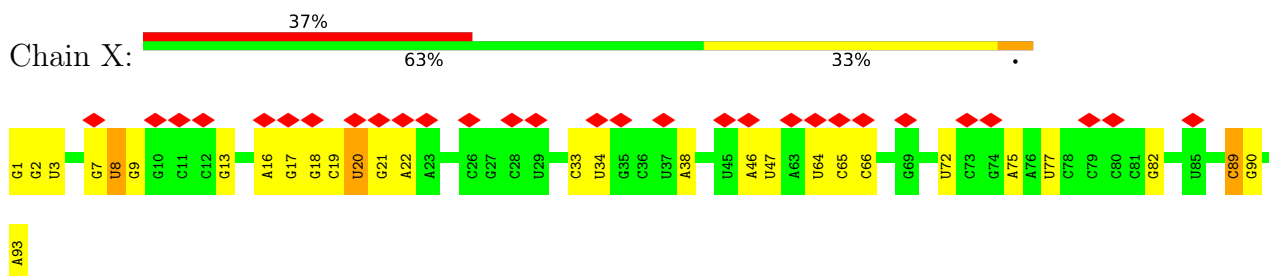 37%
Chain X:
63% 33% •
G1 G2 U3 G7 U8 G9 G10 C11 C12 G13 A16 G17 G18 C19 U20 G21 A22 A23 C26 G27 C28 U29 C33 U34 G35 C36 U37 A38 U45 A46 U47 A63 U64 C65 C66 G69 U72 C73 G74 A75 A76 U77 C78 C79 C80 C81 G82 U85 C89 G90
A93